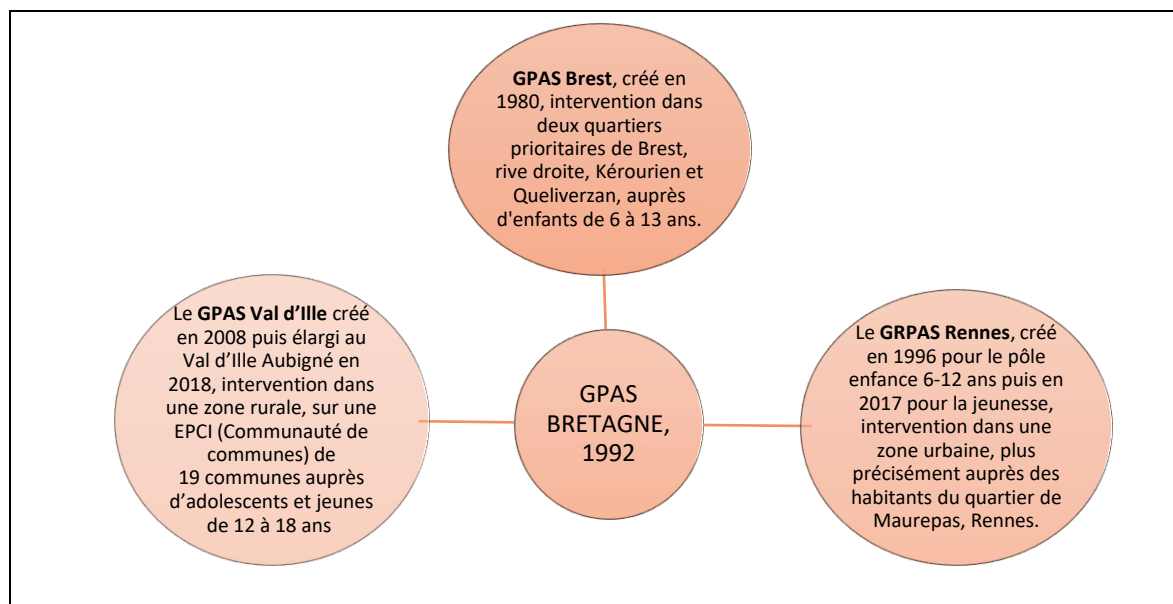 GPAS Brest, créé en
1980, intervention dans
deux quartiers
prioritaires de Brest,
rive droite, Kérourien et
Queliverzan, auprès
d'enfants de 6 à 13 ans.
Le GPAS Val d’Ille créé
en 2008 puis élargi au
Val d’Ille Aubigné en
2018, intervention dans
une zone rurale, sur une
EPCI (Communauté de
communes) de
19 communes auprès
d’adolescents et jeunes
de 12 à 18 ans
GPAS
BRETAGNE,
1992
Le GRPAS Rennes, créé
en 1996 pour le pôle
enfance 6-12 ans puis en
2017 pour la jeunesse,
intervention dans une
zone urbaine, plus
précisément auprès des
habitants du quartier de
Maurepas, Rennes.